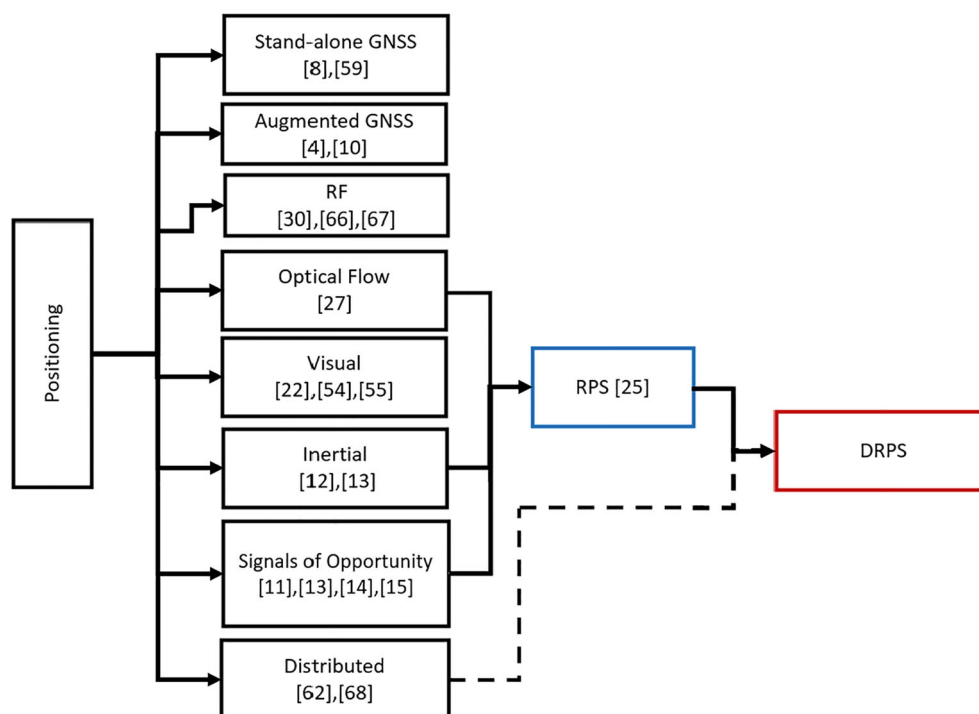 Positioning
Stand-alone GNSS
[8],[59]
Augmented GNSS
[4],[10]
RF
[30],[66],[67]
Optical Flow
[27]
Visual
[22],[54],[55]
Inertial
[12],[13]
Signals of Opportunity
[11],[13],[14],[15]
Distributed
[62],[68]
RPS [25]
DRPS